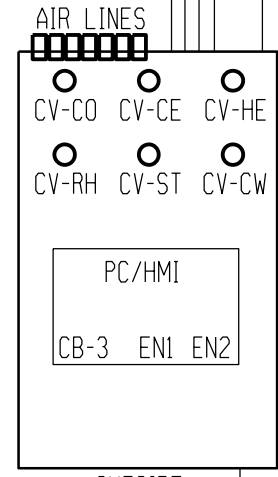 AIR LINES
CV-CO CV-CE CV-HE
CV-RH CV-ST CV-CW
PC/HMI
CB-3 EN1 EN2